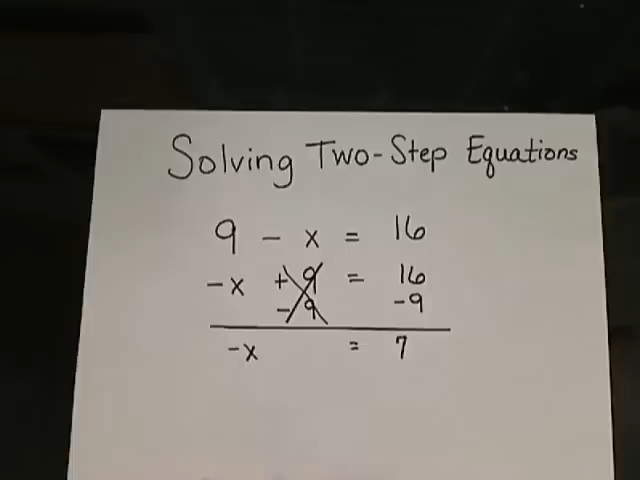 Solving Two-Step Equations
9 - x = 16
-x + 9 = 16
- 9 -9
-x = 7